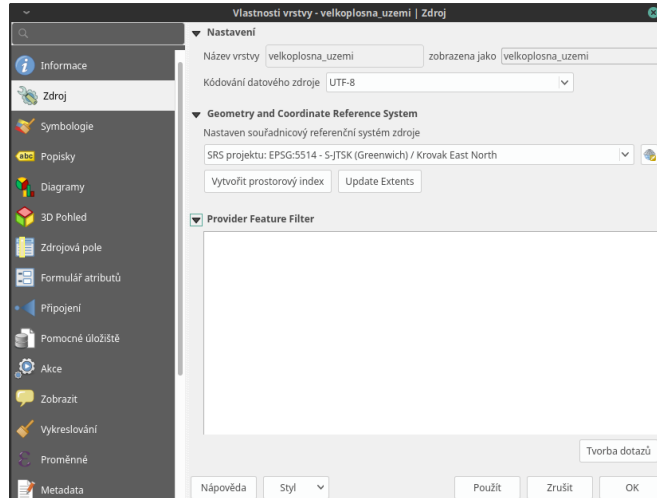 Vlastnosti vrstvy - velkoplosna_uzemi | Zdroj
Informace
Zdroj
Symbologie
abc Popisky
Diagramy
3D Pohled
Zdrojová pole
Formulář atributů
Připojení
Pomocné úložiště
Akce
Zobrazit
Vykreslování
Proměnné
Metadata
Nastavení
Název vrstvy velkoplosna_uzemi zobrazena jako velkoplosna_uzemi
Kódování datového zdroje UTF-8
Geometry and Coordinate Reference System
Nastaven souřadnicový referenční systém zdroje
SRS projektu: EPSG:5514 - S-JTSK (Greenwich) / Krovak East North
Vytvořit prostorový index Update Extents
Provider Feature Filter
Tvorba dotazů
Nápověda Styl Použít Zrušit OK